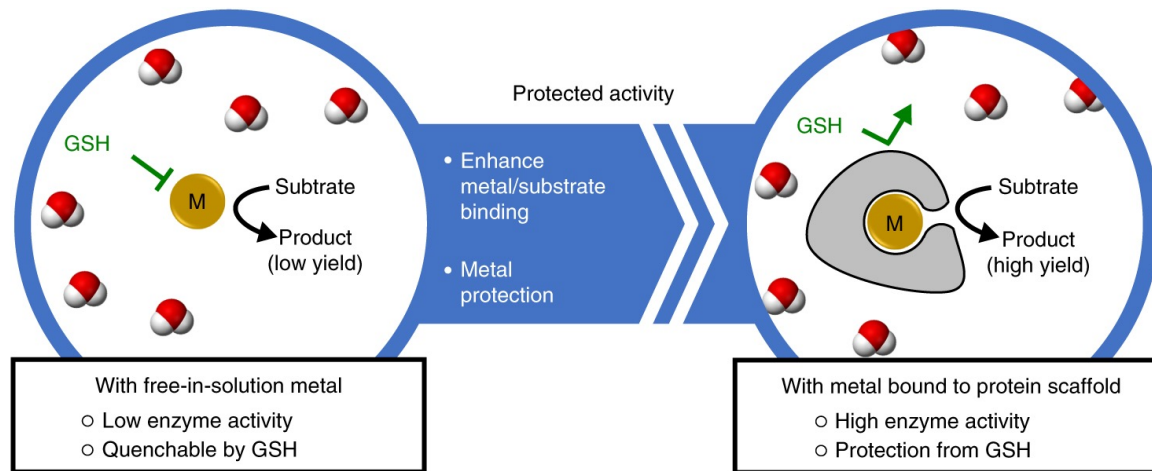 GSH
M
Subtrate
Product
(low yield)
With free-in-solution metal
Low enzyme activity
Quenchable by GSH
Protected activity
• Enhance
metal/substrate
binding
• Metal
protection
GSH
M
Subtrate
Product
(high yield)
With metal bound to protein scaffold
High enzyme activity
Protection from GSH